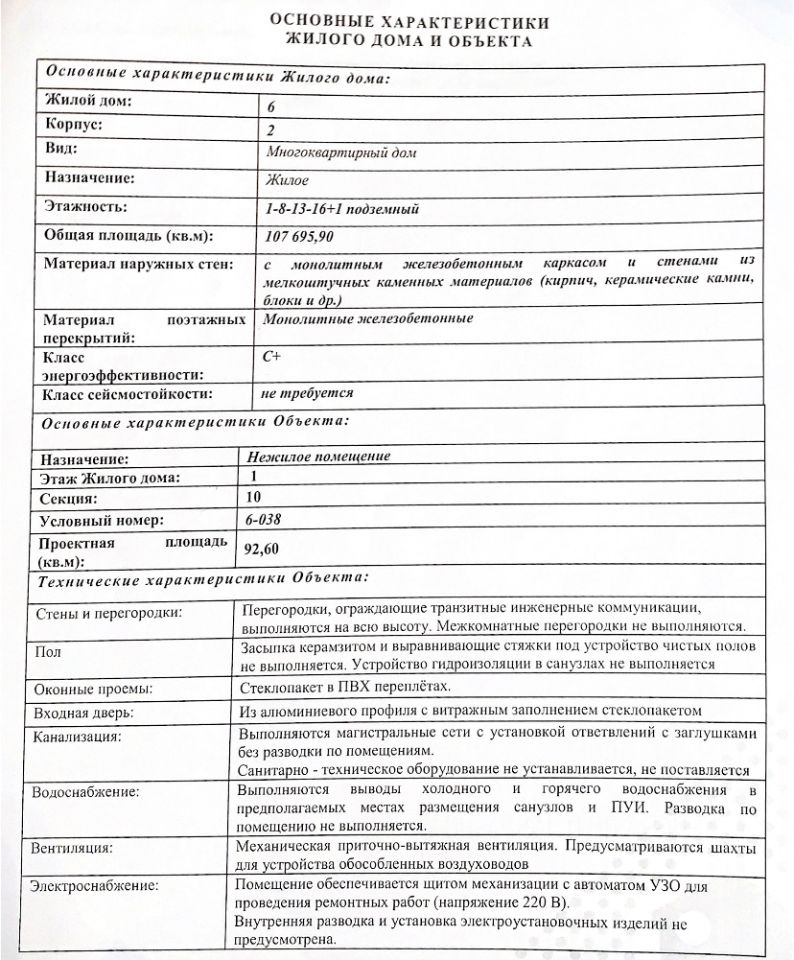 ОСНОВНЫЕ ХАРАКТЕРИСТИКИ
ЖИЛОГО ДОМА И ОБЪЕКТА
Основные характеристики Жилого дома:
Жилой дом: 6
Корпус: 2
Вид: Многоквартирный дом
Назначение: Жилое
Этажность: 1-8-13-16+1 подземный
Общая площадь (кв.м): 107 695,90
Материал наружных стен: с монолитным железобетонным каркасом и стенами из
мелкоштучных каменных материалов (кирпич, керамические камни,
блоки и др.)
Материал поэтажных Монолитные железобетонные
перекрытий:
Класс С+
энергоэффективности:
Класс сейсмостойкости: не требуется
Основные характеристики Объекта:
Назначение: Нежилое помещение
Этаж Жилого дома: 1
Секция: 10
Условный номер: 6-038
Проектная площадь 92,60
(кв.м):
Технические характеристики Объекта:
Стены и перегородки: Перегородки, ограждающие транзитные инженерные коммуникации,
выполняются на всю высоту. Межкомнатные перегородки не выполняются.
Пол Засыпка керамзитом и выравнивающие стяжки под устройство чистых полов
не выполняется. Устройство гидроизоляции в санузлах не выполняется
Оконные проемы: Стеклопакет в ПВХ переплётах.
Входная дверь: Из алюминиевого профиля с витражным заполнением стеклопакетом
Канализация: Выполняются магистральные сети с установкой ответвлений с заглушками
без разводки по помещениям.
Санитарно - техническое оборудование не устанавливается, не поставляется
Водоснабжение: Выполняются выводы холодного и горячего водоснабжения в
предполагаемых местах размещения санузлов и ПУИ. Разводка по
помещению не выполняется.
Вентиляция: Механическая приточно-вытяжная вентиляция. Предусматриваются шахты
для устройства обособленных воздуховодов
Электроснабжение: Помещение обеспечивается щитом механизации с автоматом УЗО для
проведения ремонтных работ (напряжение 220 В).
Внутренняя разводка и установка электроустановочных изделий не
предусмотрена.